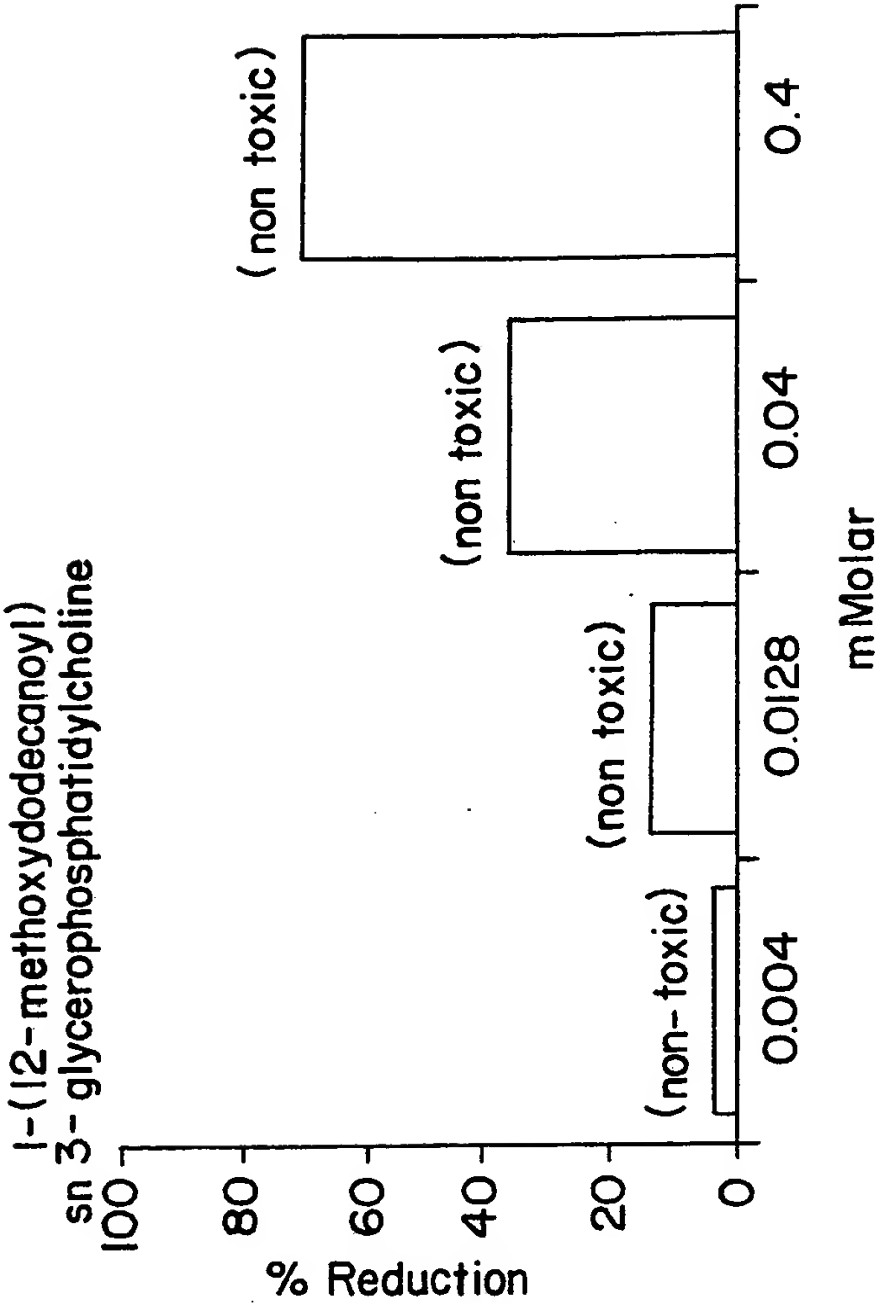 1-(12-methoxydodecanoyl)
sn 3-glycerophosphatidylcholine
100
80
60
40
20
0
% Reduction
(non-toxic)
(non toxic)
(non toxic)
(non toxic)
0.004
0.0128
0.04
0.4
mMolar